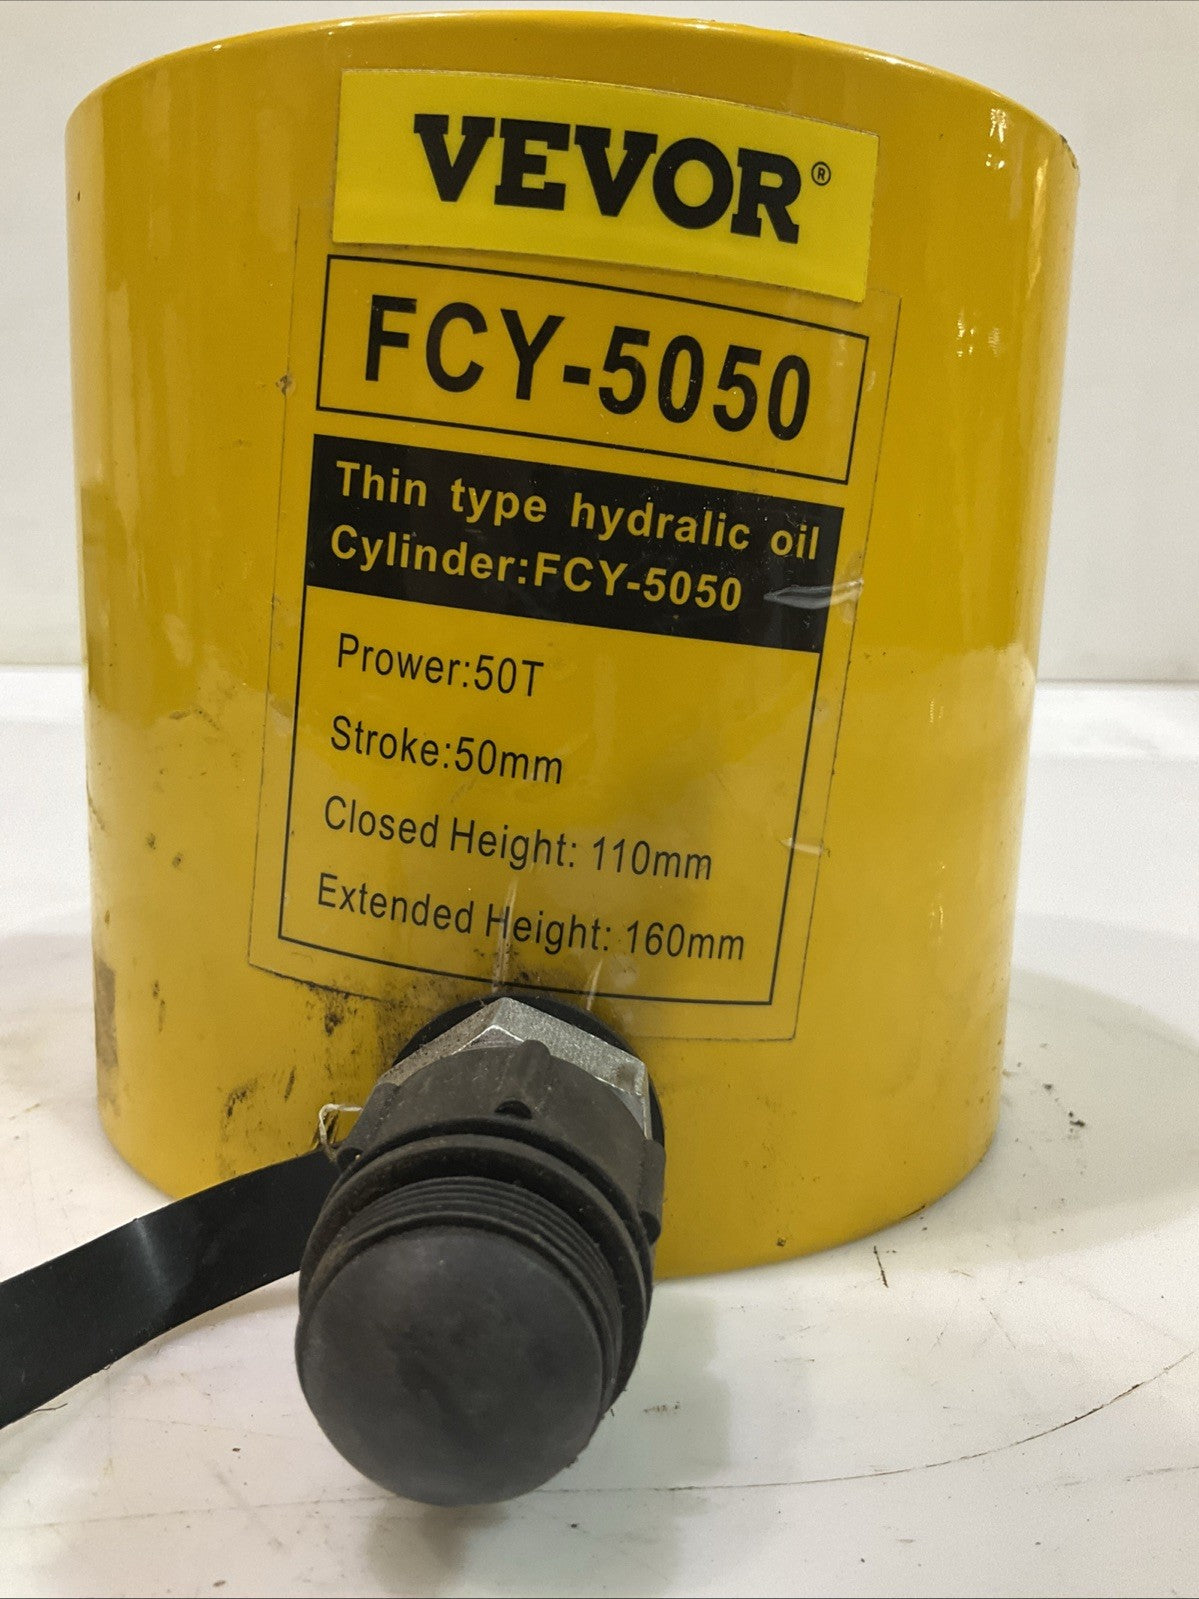 VEVOR®
FCY-5050
Thin type hydralic oil
Cylinder:FCY-5050
Prower:50T
Stroke:50mm
Closed Height: 110mm
Extended Height: 160mm